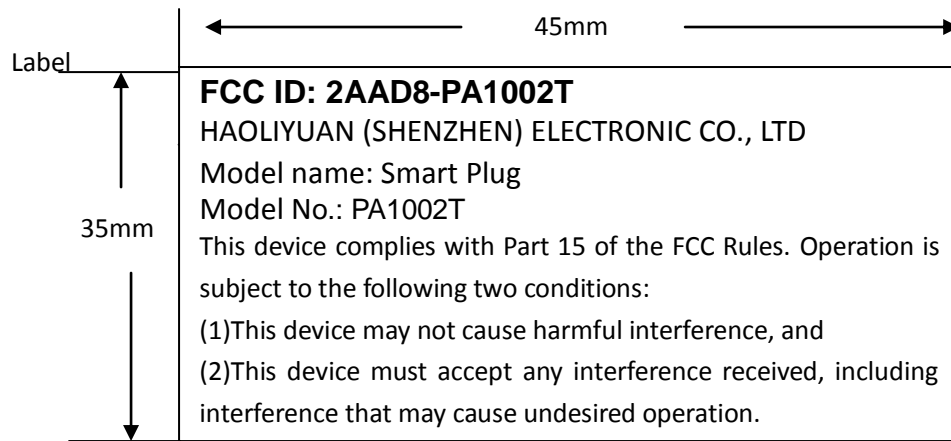 45mm
Label
FCC ID: 2AAD8-PA1002T
HAOLIYUAN (SHENZHEN) ELECTRONIC CO., LTD
Model name: Smart Plug
Model No.: PA1002T
35mm
This device complies with Part 15 of the FCC Rules. Operation is
subject to the following two conditions:
(1)This device may not cause harmful interference, and
(2)This device must accept any interference received, including
interference that may cause undesired operation.